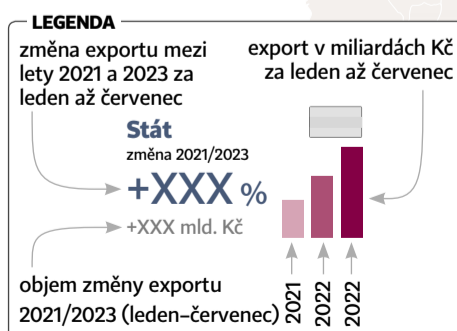 LEGENDA
změna exportu mezi
lety 2021 a 2023 za
leden až červenec
export v miliardách Kč
za leden až červenec
Stát
změna 2021/2023
+XXX %
+XXX mld. Kč
objem změny exportu
2021/2023 (leden–červenec)
2021
2022
2022